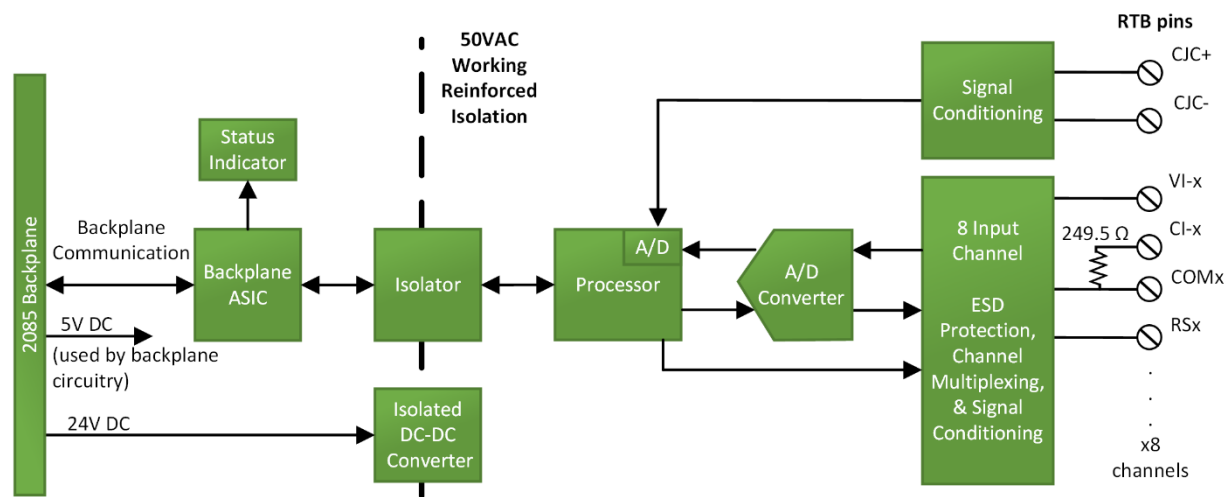 50VAC
Working
Reinforced
Isolation
RTB pins
CJC+
CJC-
Signal
Conditioning
Status
Indicator
VI-x
CI-x
249.5 Ω
COMx
RSx
8 Input
Channel
ESD
Protection,
Channel
Multiplexing,
& Signal
Conditioning
A/D
A/D
Converter
Processor
Isolator
Backplane
ASIC
Backplane
Communication
2085 Backplane
5V DC
(used by backplane
circuitry)
24V DC
Isolated
DC-DC
Converter
.
.
.
x8
channels